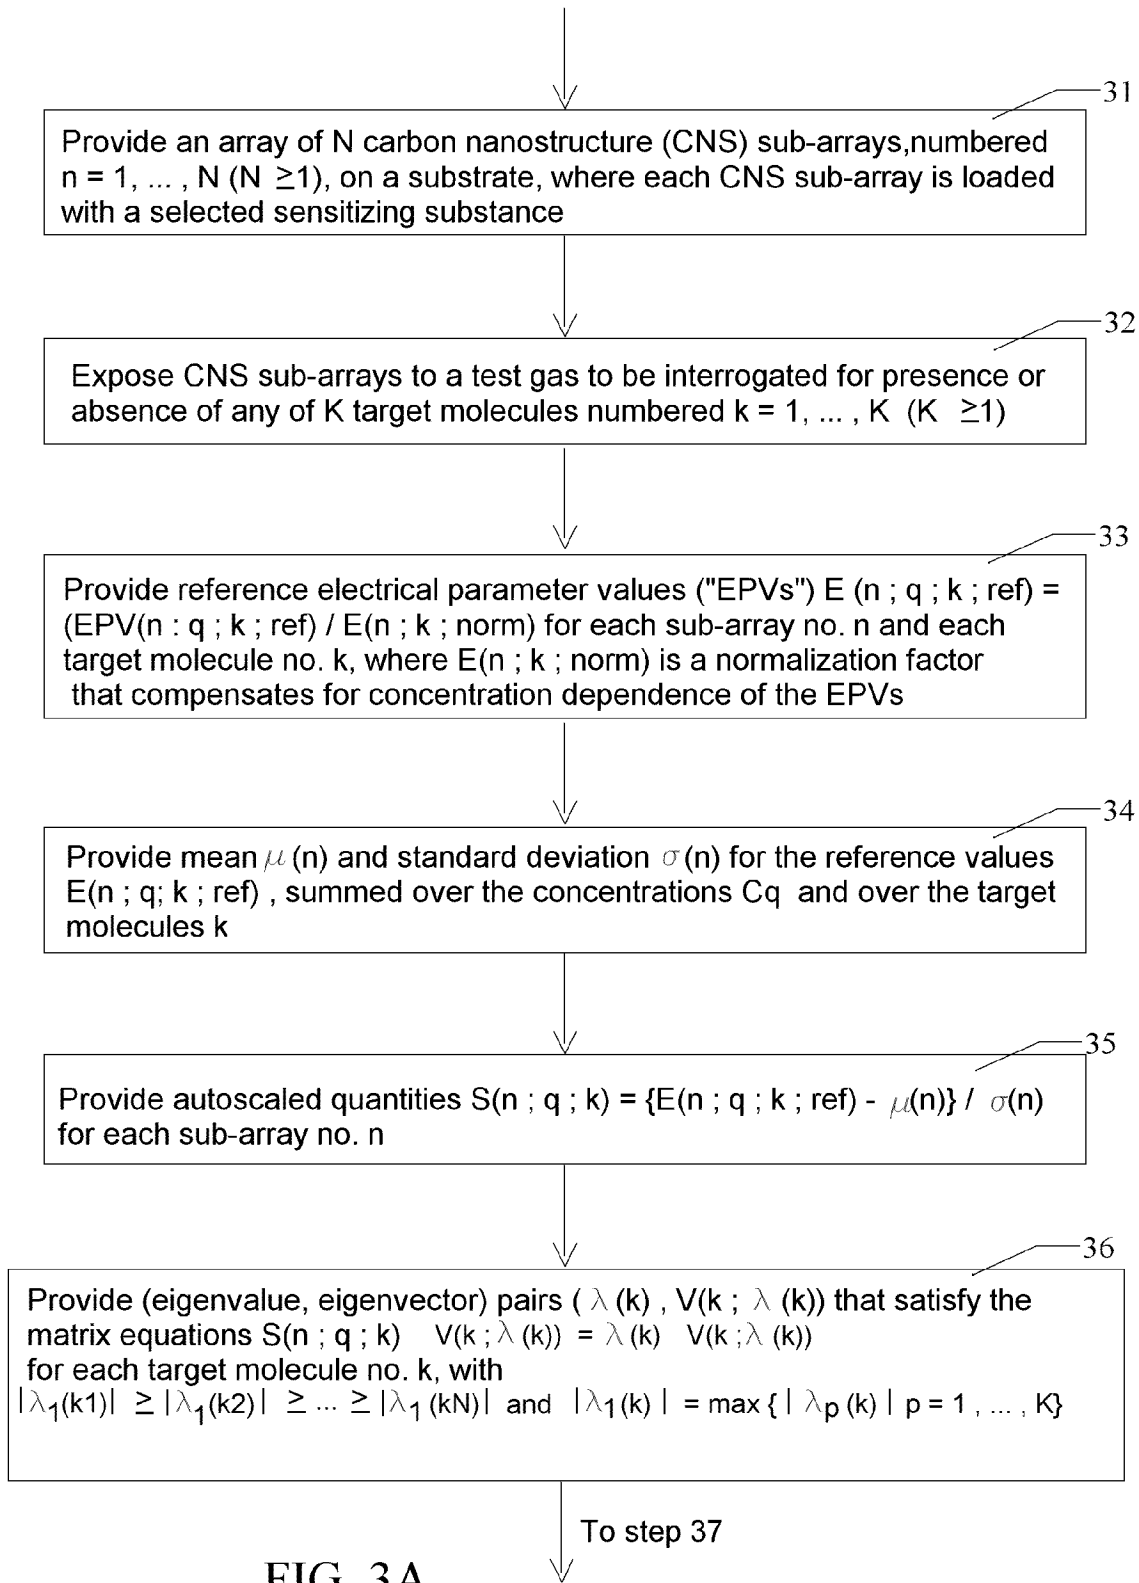 31
Provide an array of N carbon nanostructure (CNS) sub-arrays,numbered
n = 1, ... , N (N ≥1), on a substrate, where each CNS sub-array is loaded
with a selected sensitizing substance
32
Expose CNS sub-arrays to a test gas to be interrogated for presence or
absence of any of K target molecules numbered k = 1, ... , K (K ≥1)
33
Provide reference electrical parameter values ("EPVs") E (n ; q ; k ; ref) =
(EPV(n : q ; k ; ref) / E(n ; k ; norm) for each sub-array no. n and each
target molecule no. k, where E(n ; k ; norm) is a normalization factor
that compensates for concentration dependence of the EPVs
34
Provide mean μ (n) and standard deviation σ (n) for the reference values
E(n ; q; k ; ref) , summed over the concentrations Cq and over the target
molecules k
35
Provide autoscaled quantities S(n ; q ; k) = {E(n ; q ; k ; ref) - μ(n)} / σ(n)
for each sub-array no. n
36
Provide (eigenvalue, eigenvector) pairs ( λ (k) , V(k ; λ (k)) that satisfy the
matrix equations S(n ; q ; k) V(k ; λ (k)) = λ (k) V(k ; λ (k))
for each target molecule no. k, with
|λ1(k1)| ≥ |λ1(k2)| ≥ ... ≥ |λ1 (kN)| and |λ1(k) | = max { | λp (k) | p = 1 , ... , K}
To step 37
FIG. 3A